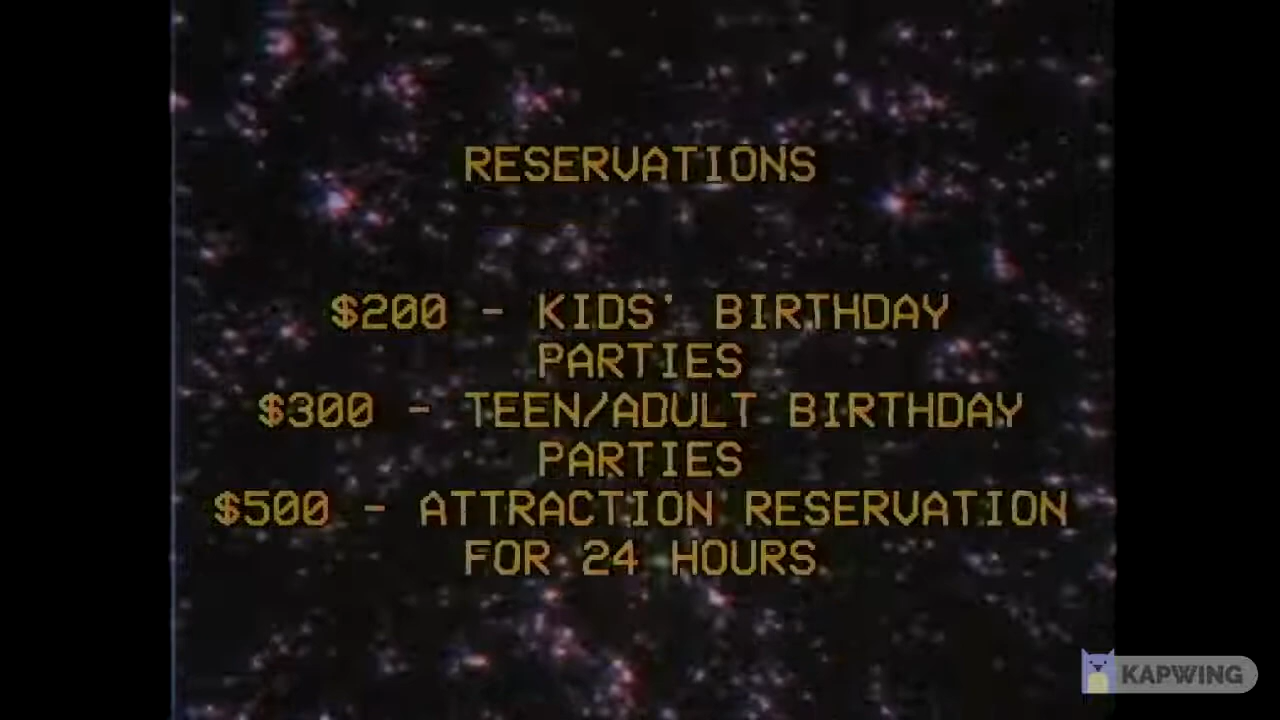 RESERVATIONS
$200 - KIDS' BIRTHDAY
PARTIES
$300 - TEEN/ADULT BIRTHDAY
PARTIES
$500 - ATTRACTION RESERVATION
FOR 24 HOURS
KAPWING